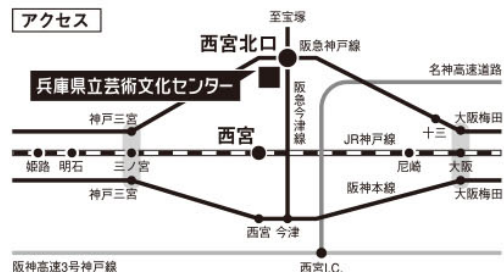 アクセス
至宝塚
西宮北口
阪急神戸線
兵庫県立芸術文化センター
阪急今津線
名神高速道路
神戸三宮
十三
大阪梅田
西宮
JR神戸線
姫路
明石
三ノ宮
尼崎
大阪
神戸三宮
阪神本線
大阪梅田
西宮
今津
阪神高速3号神戸線
西宮I.C.